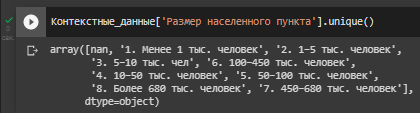 Контекстные_данные['Размер населенного пункта'].unique()
array([nan, '1. Менее 1 тыс. человек', '2. 1-5 тыс. человек',
'3. 5-10 тыс. чел', '6. 100-450 тыс. человек',
'4. 10-50 тыс. человек', '5. 50-100 тыс. человек',
'8. Более 680 тыс. человек', '7. 450-680 тыс. человек'],
dtype=object)